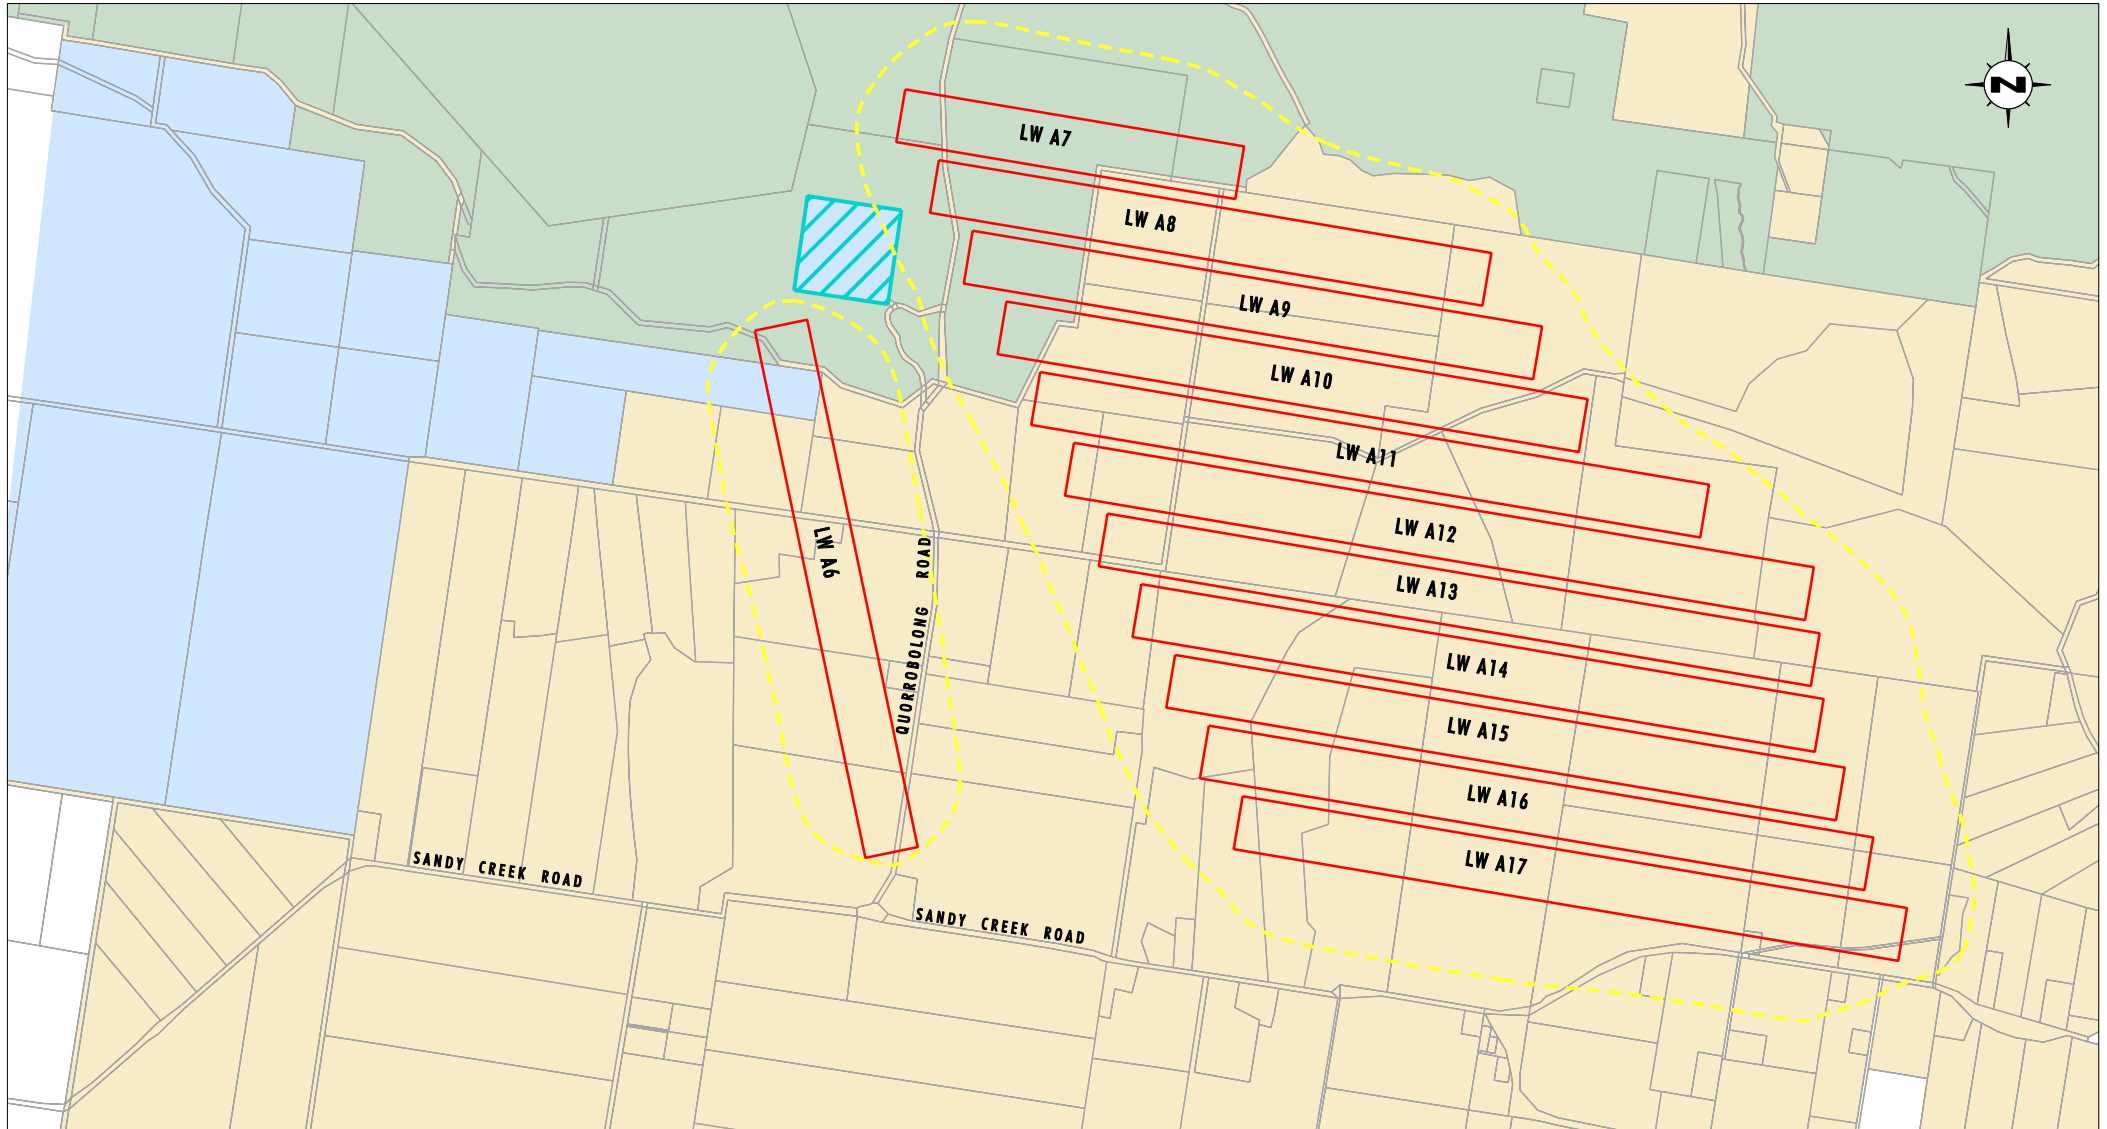 N
LW A7
LW A8
LW A9
LW A10
LW A11
LW A12
LW A6
QUORROBOLONG ROAD
LW A13
LW A14
LW A15
LW A16
LW A17
SANDY CREEK ROAD
SANDY CREEK ROAD